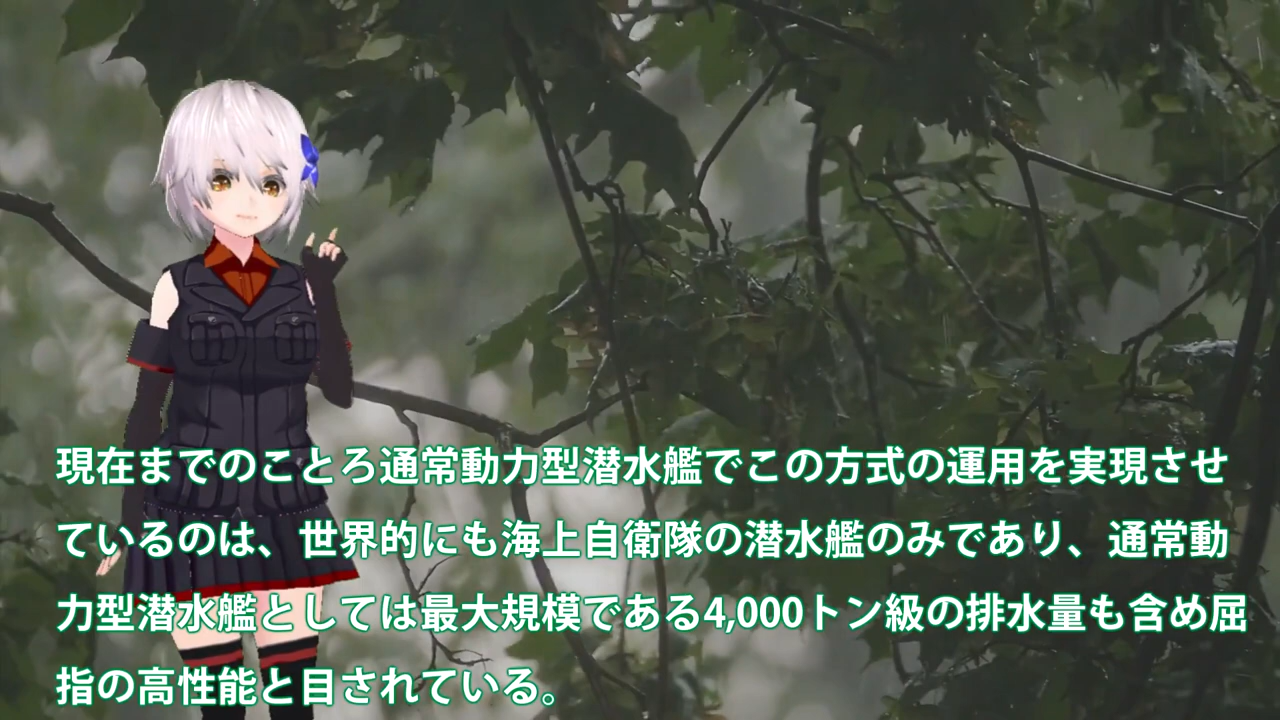 現在までのことろ通常動力型潜水艦でこの方式の運用を実現させ
ているのは、世界的にも海上自衛隊の潜水艦のみであり、通常動
力型潜水艦としては最大規模である4,000トン級の排水量も含め屈
指の高性能と目されている。